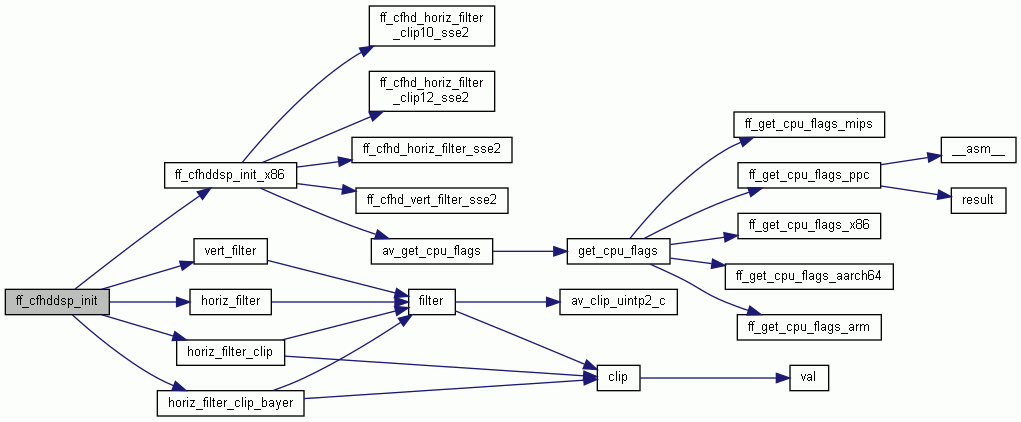 ff_cfhd_horiz_filter
_clip10_sse2
ff_cfhd_horiz_filter
_clip12_sse2
ff_get_cpu_flags_mips
ff_cfhd_horiz_filter_sse2
__asm__
ff_cfhddsp_init_x86
ff_get_cpu_flags_ppc
ff_cfhd_vert_filter_sse2
result
ff_get_cpu_flags_x86
vert_filter
av_get_cpu_flags
get_cpu_flags
ff_get_cpu_flags_aarch64
ff_cfhddsp_init
horiz_filter
filter
av_clip_uintp2_c
ff_get_cpu_flags_arm
horiz_filter_clip
clip
val
horiz_filter_clip_bayer